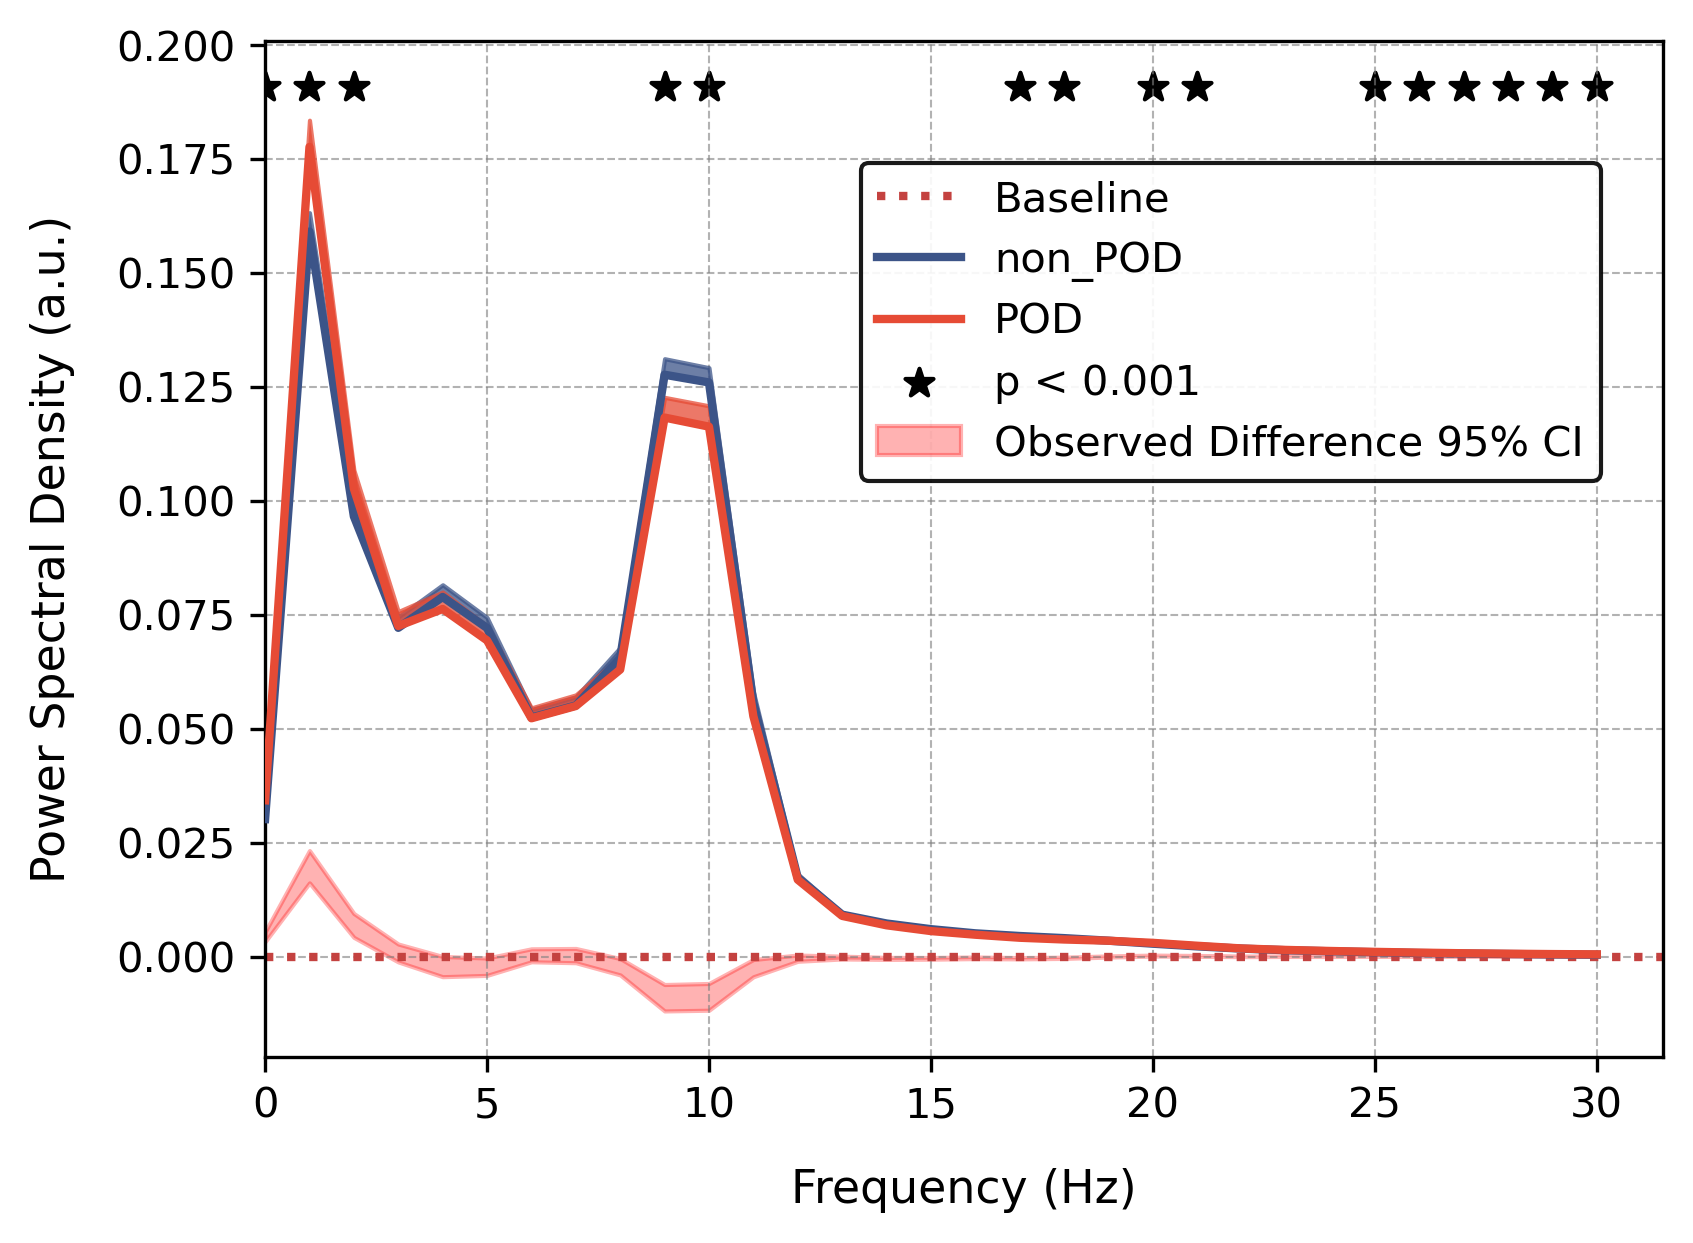 0.200
0.175
0.150
0.125
0.100
0.075
0.050
0.025
0.000
Power Spectral Density (a.u.)
Baseline
non_POD
POD
p < 0.001
Observed Difference 95% CI
0 5 10 15 20 25 30
Frequency (Hz)